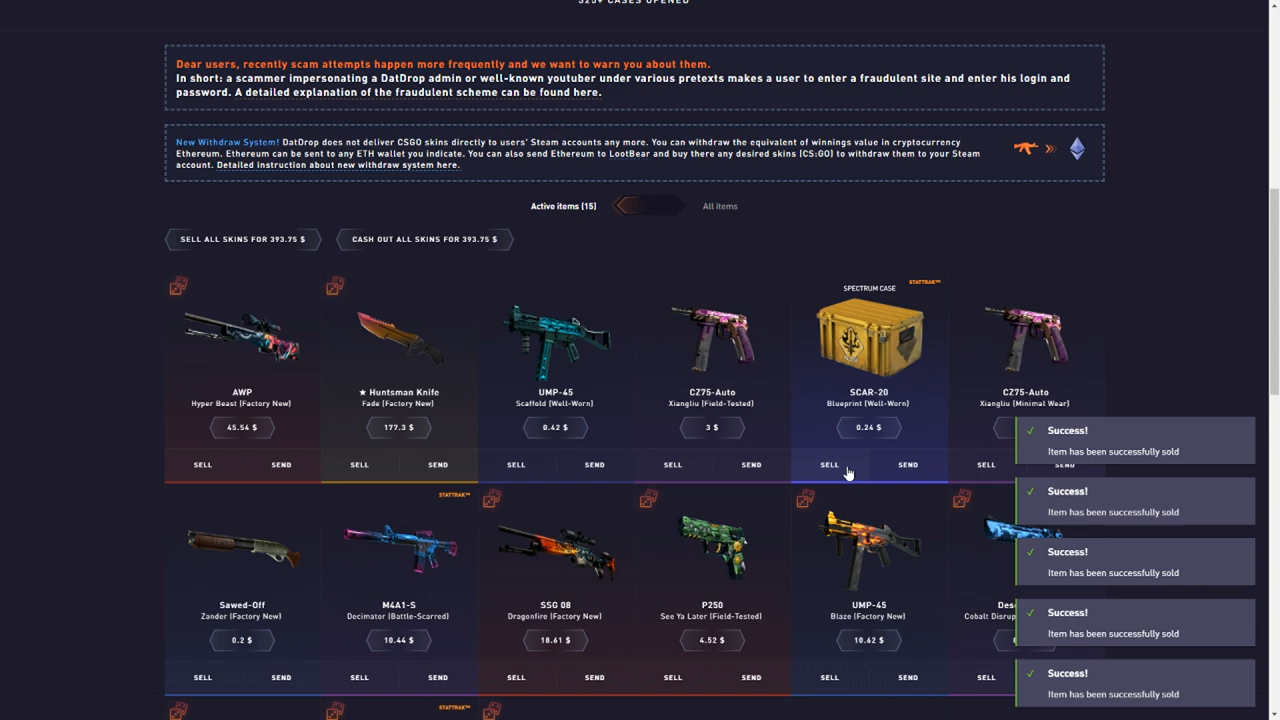 325+ CASES OPENED
Dear users, recently scam attempts happen more frequently and we want to warn you about them.
In short: a scammer impersonating a DatDrop admin or well-known youtuber under various pretexts makes a user to enter a fraudulent site and enter his login and
password. A detailed explanation of the fraudulent scheme can be found here.
New Withdraw System! DatDrop does not deliver CSGO skins directly to users' Steam accounts any more. You can withdraw the equivalent of winnings value in cryptocurrency
Ethereum. Ethereum can be sent to any ETH wallet you indicate. You can also send Ethereum to LootBear and buy there any desired skins (CS:GO) to withdraw them to your Steam
account. Detailed instruction about new withdraw system here.
Active items (15) All items
SELL ALL SKINS FOR 393.75 $ CASH OUT ALL SKINS FOR 393.75 $
SPECTRUM CASE STATTRAK™
AWP ★ Huntsman Knife UMP-45 CZ75-Auto SCAR-20 CZ75-Auto
Hyper Beast (Factory New) Fade (Factory New) Scaffold (Well-Worn) Xiangliu (Field-Tested) Blueprint (Well-Worn) Xiangliu (Minimal Wear)
45.54 $ 177.3 $ 0.42 $ 3 $ 0.24 $
SELL SEND SELL SEND SELL SEND SELL SEND SELL SEND SELL SEND
STATTRAK™
Sawed-Off M4A1-S SSG 08 P250 UMP-45
Zander (Factory New) Decimator (Battle-Scarred) Dragonfire (Factory New) See Ya Later (Field-Tested) Blaze (Factory New) Cobalt
0.2 $ 10.44 $ 18.61 $ 4.52 $ 10.62 $
SELL SEND SELL SEND SELL SEND SELL SEND SELL SEND SELL
STATTRAK™
Success!
Item has been successfully sold
Success!
Item has been successfully sold
Success!
Item has been successfully sold
Success!
Item has been successfully sold
Success!
Item has been successfully sold